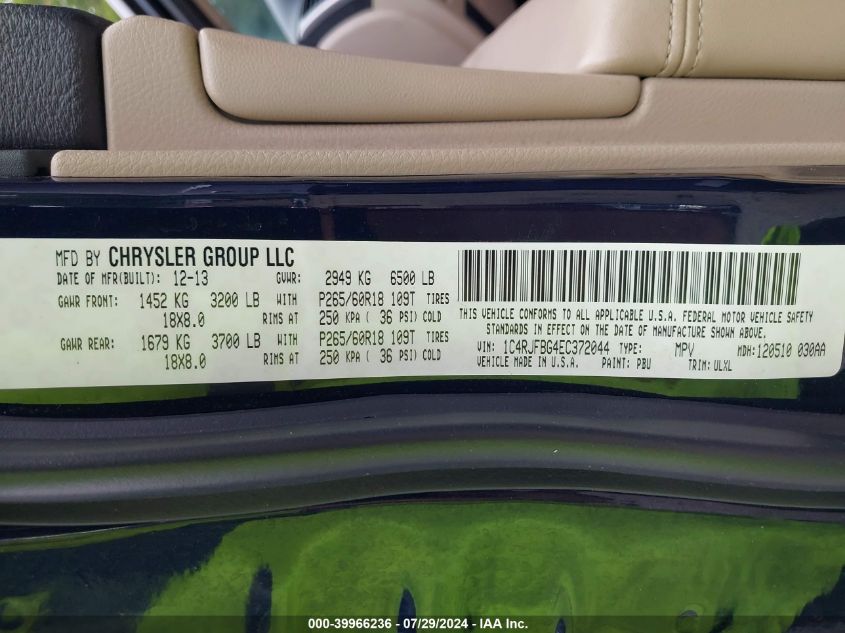 MFD BY CHRYSLER GROUP LLC
DATE OF MFR(BUILT): 12-13 GVWR: 2949 KG 6500 LB
GAWR FRONT: 1452 KG 3200 LB WITH P265/60R18 109T TIRES
18X8.0 RIMS AT 250 KPA ( 36 PSI) COLD
GAWR REAR: 1679 KG 3700 LB WITH P265/60R18 109T TIRES
18X8.0 RIMS AT 250 KPA ( 36 PSI) COLD
THIS VEHICLE CONFORMS TO ALL APPLICABLE U.S.A. FEDERAL MOTOR VEHICLE SAFETY
STANDARDS IN EFFECT ON THE DATE OF MANUFACTURE SHOWN ABOVE.
VIN: 1C4RJFBG4EC372044 TYPE: MPV MDH:120510 030AA
VEHICLE MADE IN U.S.A. PAINT: PBU TRIM: ULXL
000-39966236 - 07/29/2024 - IAA Inc.